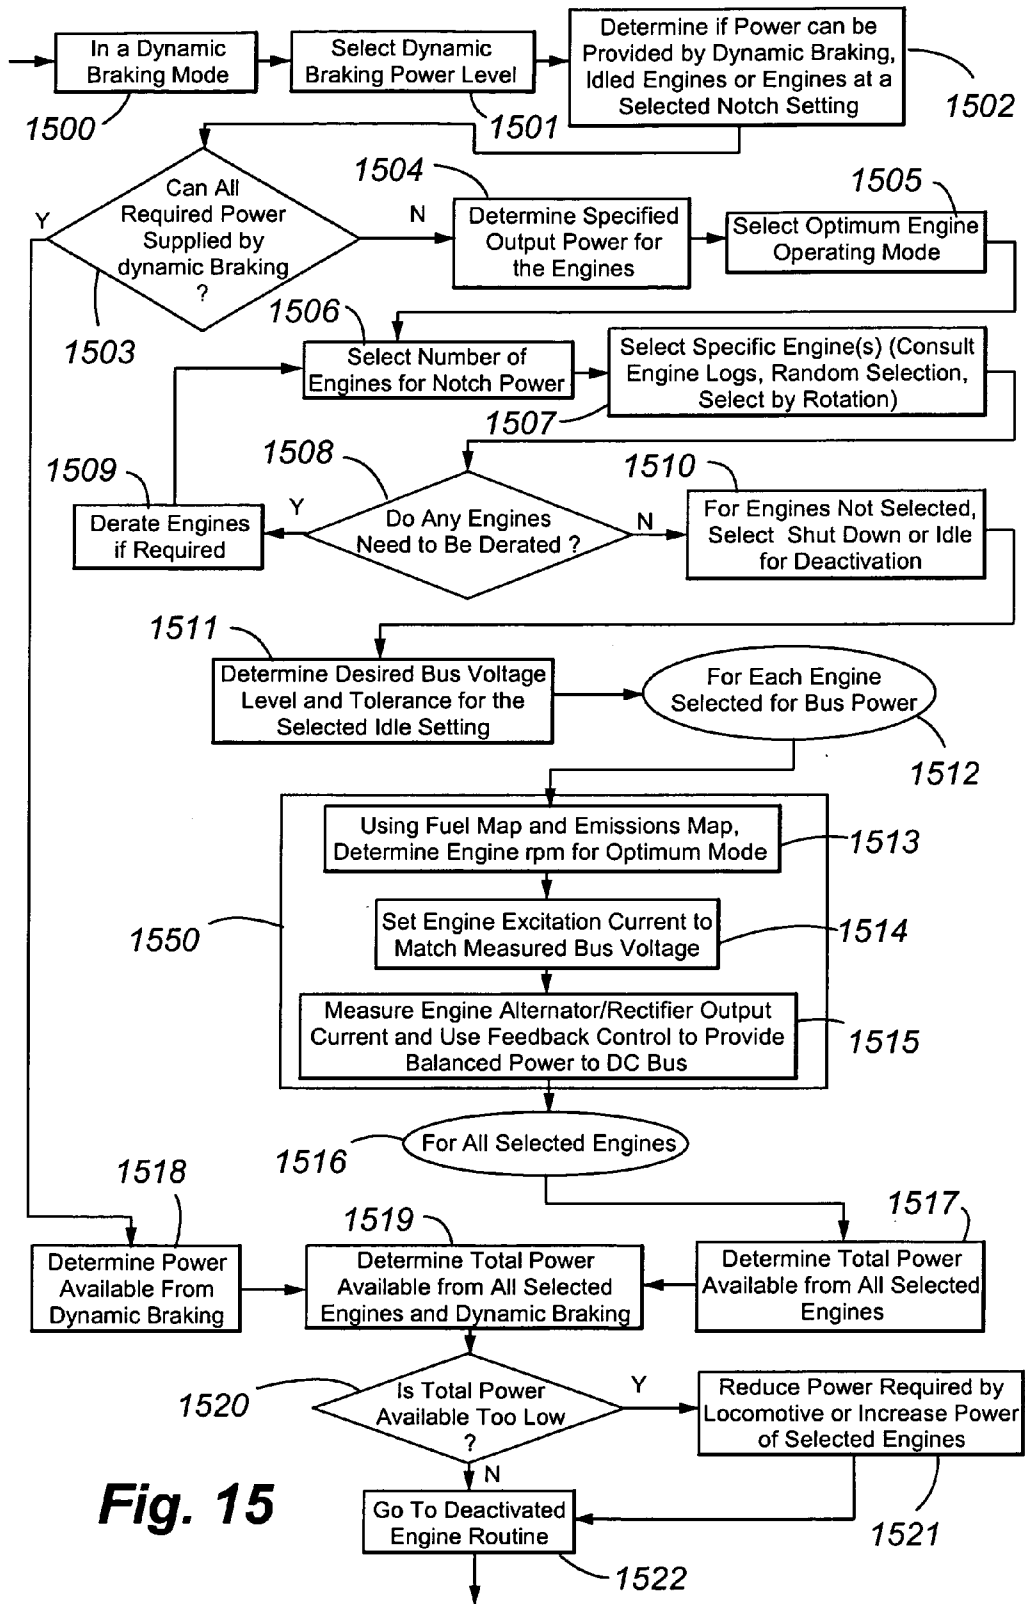 In a Dynamic
Braking Mode
1500
Select Dynamic
Braking Power Level
1501
Determine if Power can be
Provided by Dynamic Braking,
Idled Engines or Engines at a
Selected Notch Setting
1502
Can All
Required Power
Supplied by
dynamic Braking
?
Y
N
1503
1504
Determine Specified
Output Power for
the Engines
1505
Select Optimum Engine
Operating Mode
1506
Select Number of
Engines for Notch Power
Select Specific Engine(s) (Consult
Engine Logs, Random Selection,
Select by Rotation)
1507
1508
Do Any Engines
Need to Be Derated ?
Y
N
1509
Derate Engines
if Required
1510
For Engines Not Selected,
Select Shut Down or Idle
for Deactivation
1511
Determine Desired Bus Voltage
Level and Tolerance for the
Selected Idle Setting
For Each Engine
Selected for Bus Power
1512
Using Fuel Map and Emissions Map,
Determine Engine rpm for Optimum Mode
1513
Set Engine Excitation Current to
Match Measured Bus Voltage
1514
1550
Measure Engine Alternator/Rectifier Output
Current and Use Feedback Control to Provide
Balanced Power to DC Bus
1515
For All Selected Engines
1516
1518
Determine Power
Available From
Dynamic Braking
1519
Determine Total Power
Available from All Selected
Engines and Dynamic Braking
1517
Determine Total Power
Available from All Selected
Engines
1520
Is Total Power
Available Too Low
?
Y
N
Reduce Power Required by
Locomotive or Increase Power
of Selected Engines
1521
Go To Deactivated
Engine Routine
1522
Fig. 15